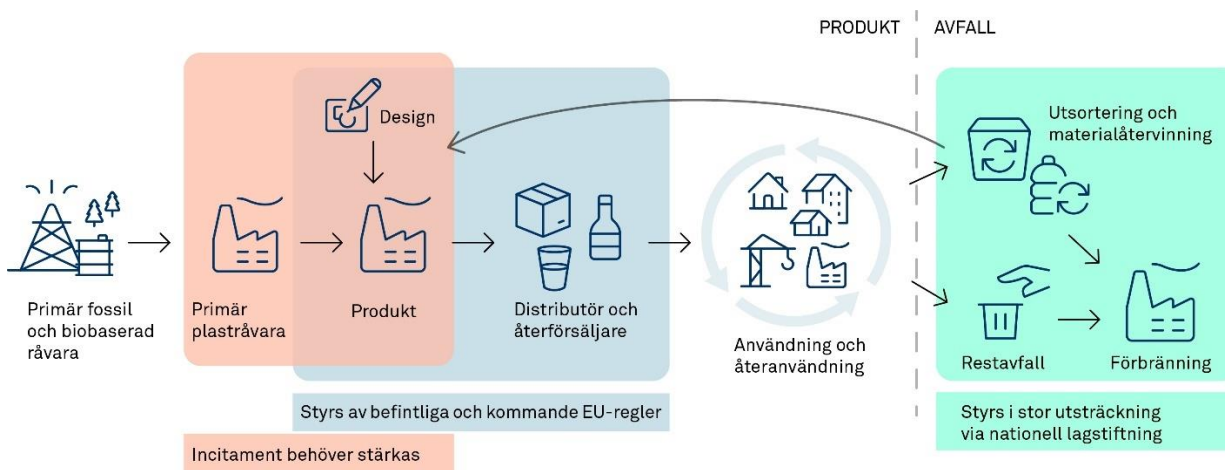 PRODUKT
AVFALL
Design
Utsortering och
materialåtervinning
Primär fossil
och biobaserad
råvara
Primär
plastråvara
Produkt
Distributör och
återförsäljare
Användning och
återanvändning
Restavfall
Förbränning
Styrs av befintliga och kommande EU-regler
Incitament behöver stärkas
Styrs i stor utsträckning
via nationell lagstiftning